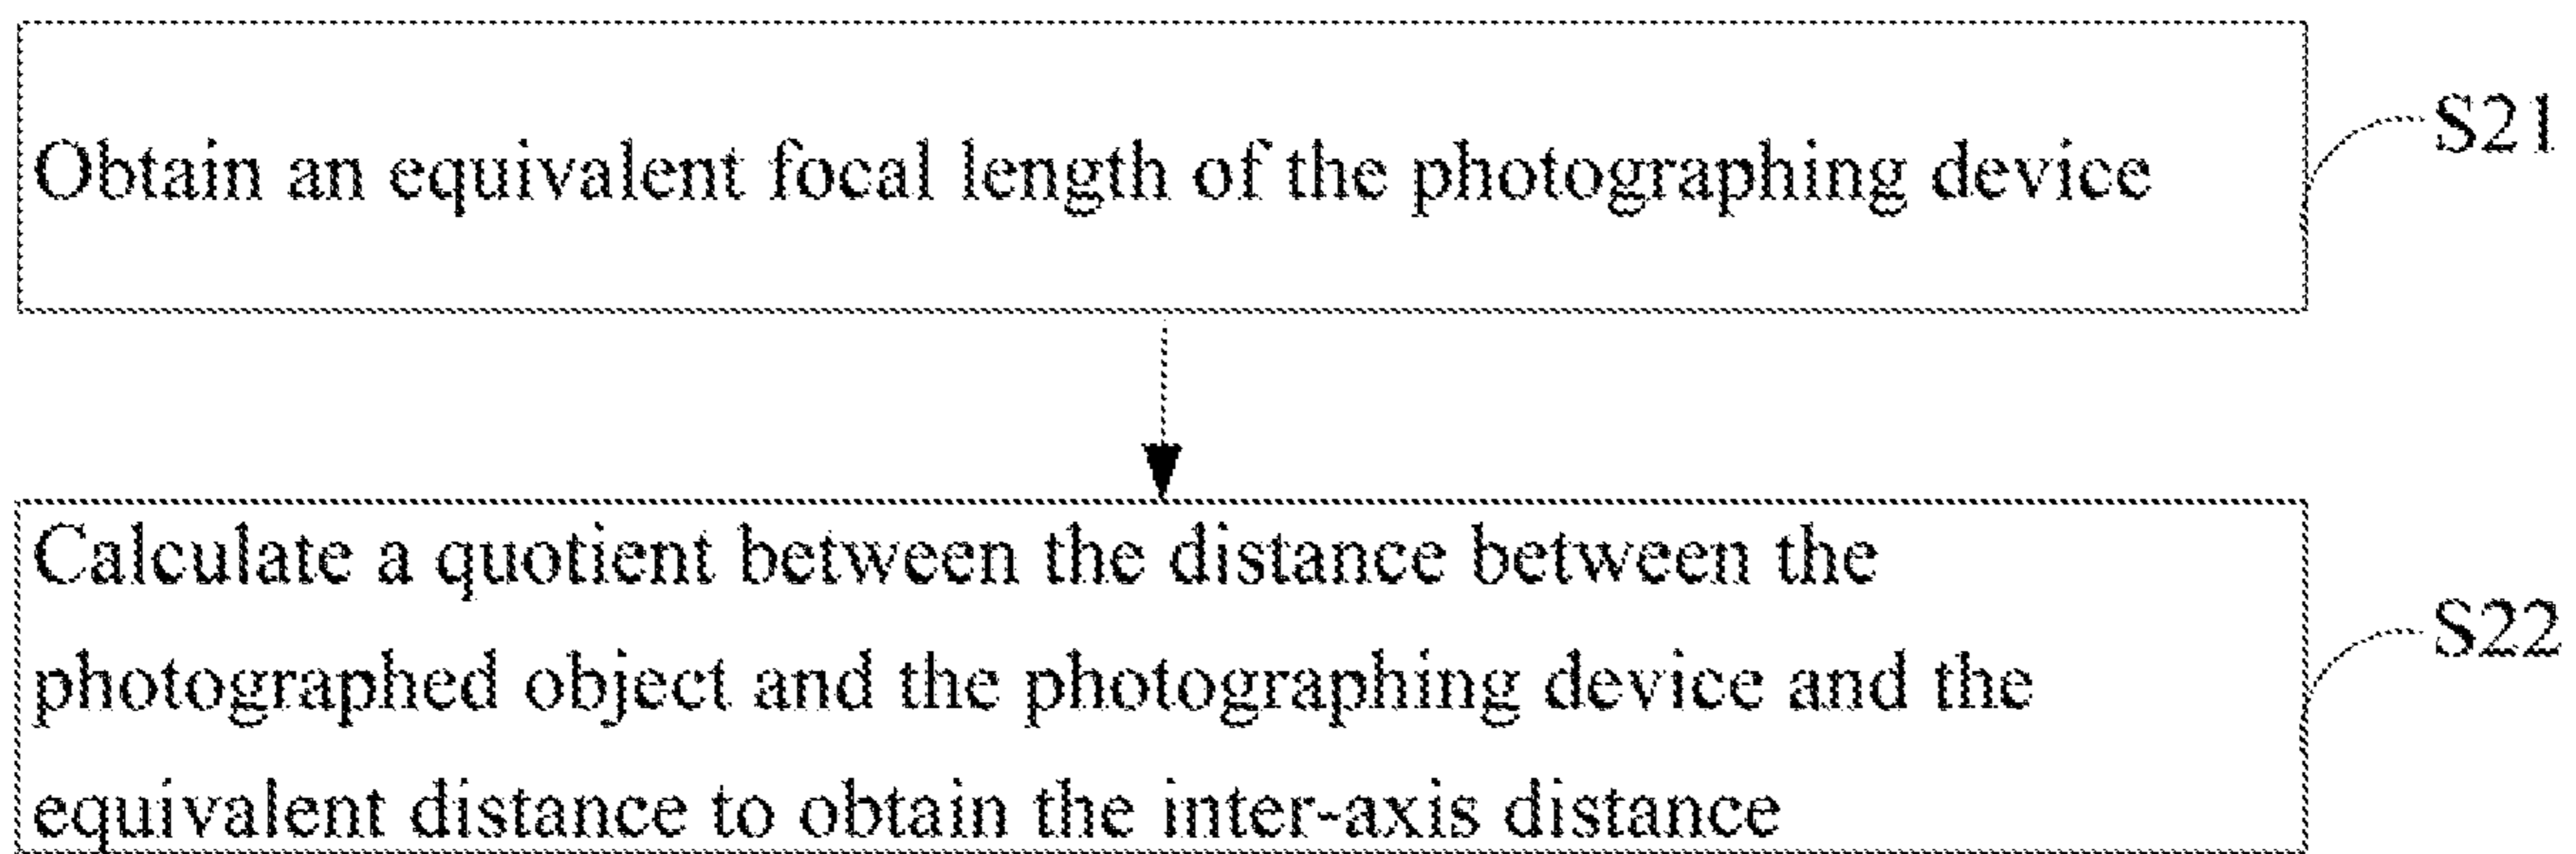 Obtain an equivalent focal length of the photographing device
S21
Calculate a quotient between the distance between the
photographed object and the photographing device and the
equivalent distance to obtain the inter-axis distance
S22